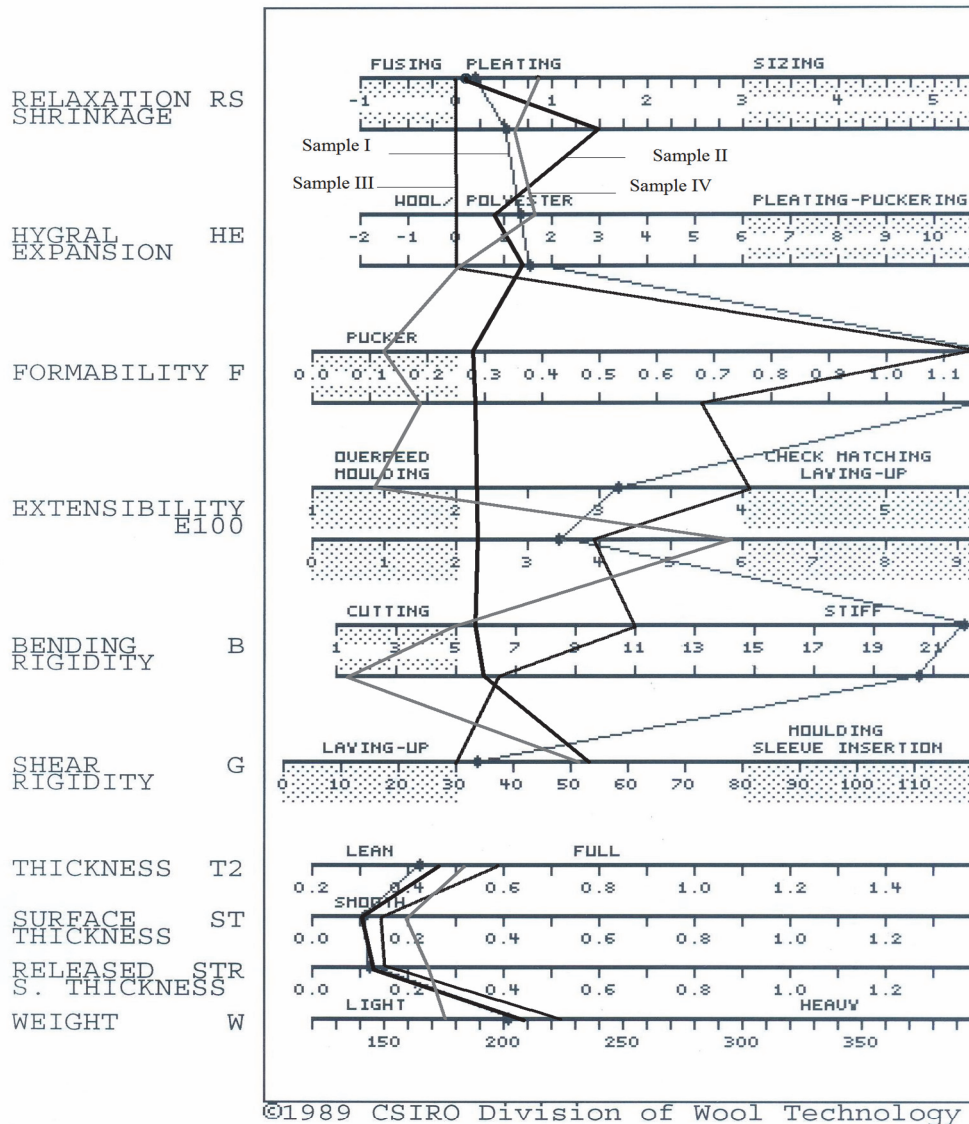 FUSING PLEATING SIZING
RELAXATION RS
SHRINKAGE
-1 0 1 2 3 4 5
Sample I
Sample II
Sample III
Sample IV
WOOL/ POLYESTER PLEATING-PUCKERING
HYGRAL HE
EXPANSION
-2 -1 0 1 2 3 4 5 6 7 8 9 10
PUCKER
FORMABILITY F
0.0 0.1 0.2 0.3 0.4 0.5 0.6 0.7 0.8 0.9 1.0 1.1
OVERFEED CHECK MATCHING
MOULDING LAYING-UP
EXTENSIBILITY
E100
1 2 3 4 5
0 1 2 3 4 5 6 7 8 9
CUTTING STIFF
BENDING B
RIGIDITY
1 3 5 7 9 11 13 15 17 19 21
MOULDING
LAYING-UP SLEEVE INSERTION
SHEAR G
RIGIDITY
0 10 20 30 40 50 60 70 80 90 100 110
LEAN FULL
THICKNESS T2
0.2 0.4 0.6 0.8 1.0 1.2 1.4
SMOOTH
SURFACE ST
THICKNESS
0.0 0.2 0.4 0.6 0.8 1.0 1.2
RELEASED STR
S. THICKNESS
0.0 0.2 0.4 0.6 0.8 1.0 1.2
LIGHT HEAVY
WEIGHT W
150 200 250 300 350
©1989 CSIRO Division of Wool Technology